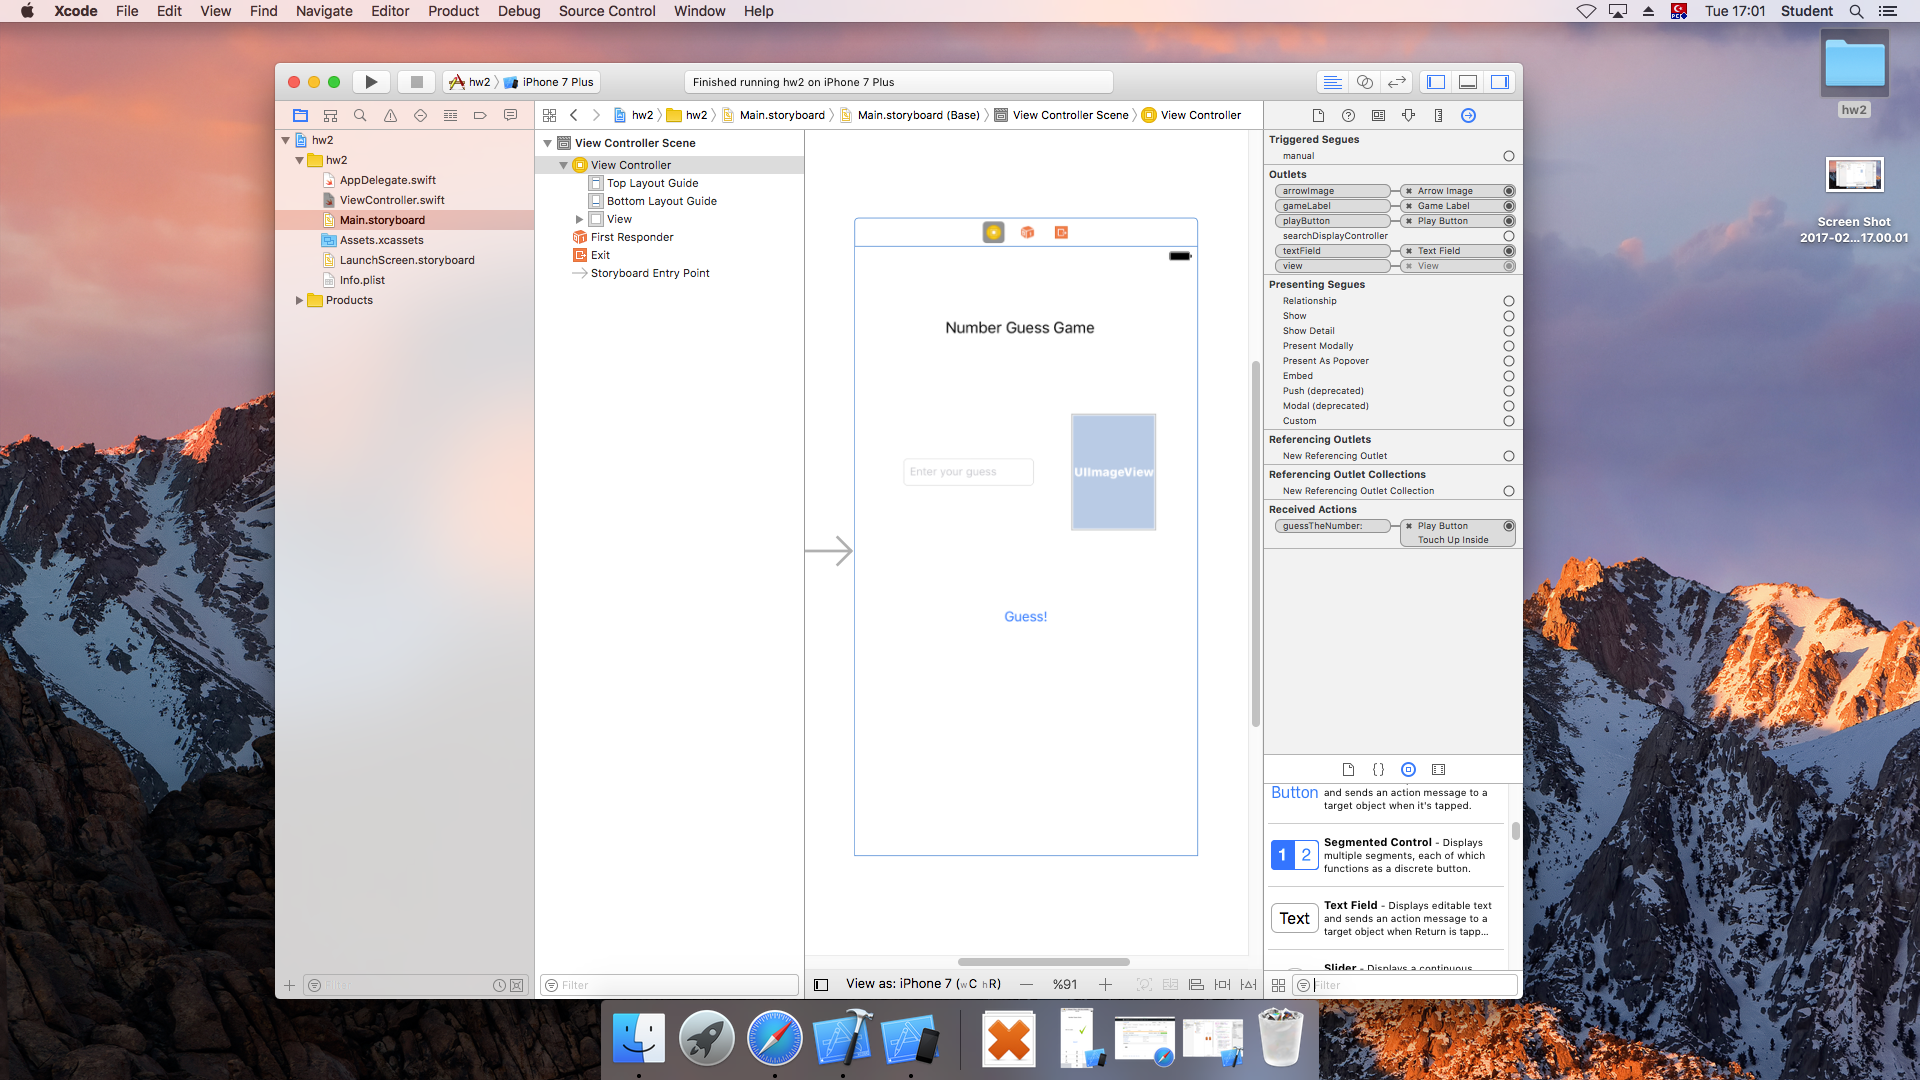 Xcode File Edit View Find Navigate Editor Product Debug Source Control Window Help Tue 17:01 Student
hw2
Screen Shot
2017-02...17.00.01
hw2 iPhone 7 Plus
Finished running hw2 on iPhone 7 Plus
hw2 hw2 Main.storyboard Main.storyboard (Base) View Controller Scene View Controller
hw2
hw2
AppDelegate.swift
ViewController.swift
Main.storyboard
Assets.xcassets
LaunchScreen.storyboard
Info.plist
Products
Filter
View Controller Scene
View Controller
Top Layout Guide
Bottom Layout Guide
View
First Responder
Exit
Storyboard Entry Point
Filter
Number Guess Game
Enter your guess
UIImageView
Guess!
View as: iPhone 7 (wC hR) — %91 +
Triggered Segues
manual
Outlets
arrowImage Arrow Image
gameLabel Game Label
playButton Play Button
searchDisplayController
textField Text Field
view View
Presenting Segues
Relationship
Show
Show Detail
Present Modally
Present As Popover
Embed
Push (deprecated)
Modal (deprecated)
Custom
Referencing Outlets
New Referencing Outlet
Referencing Outlet Collections
New Referencing Outlet Collection
Received Actions
guessTheNumber: Play Button
Touch Up Inside
{}
Button and sends an action message to a
target object when it's tapped.
1 2
Segmented Control - Displays
multiple segments, each of which
functions as a discrete button.
Text
Text Field - Displays editable text
and sends an action message to a
target object when Return is tapp...
Slider - Displays a continuous
Filter